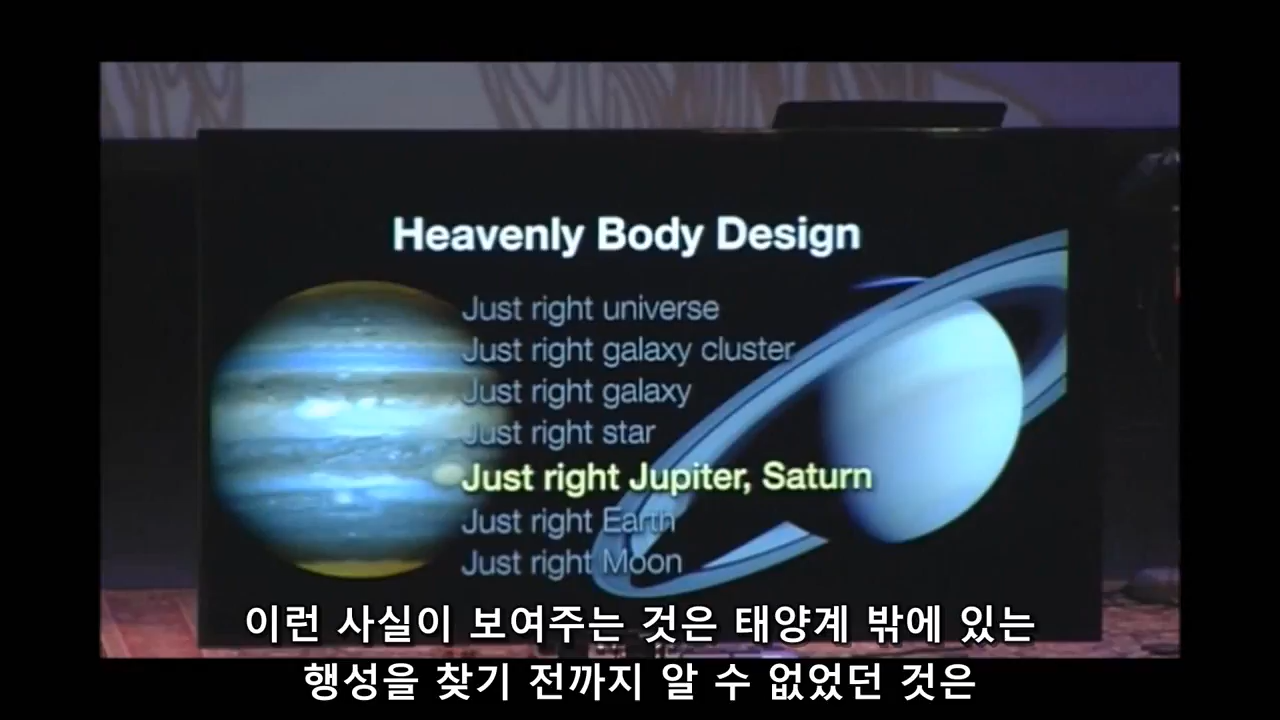 Heavenly Body Design
Just right universe
Just right galaxy cluster
Just right galaxy
Just right star
Just right Jupiter, Saturn
Just right Earth
Just right Moon
이런 사실이 보여주는 것은 태양계 밖에 있는
행성을 찾기 전까지 알 수 없었던 것은